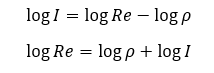 log I = log Re − log ρ
log Re = log ρ + log I